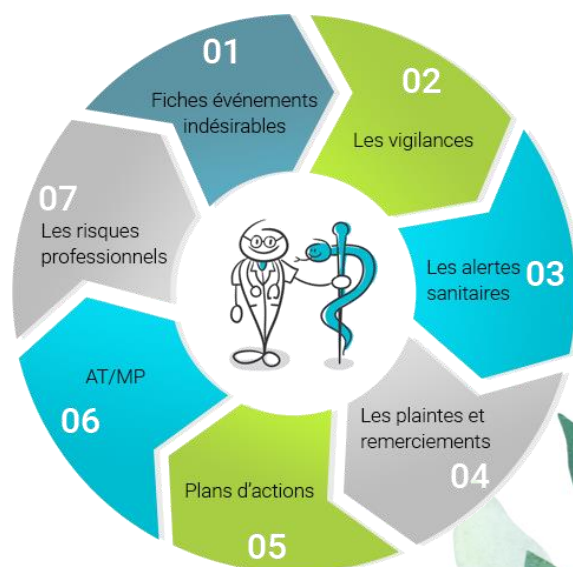 01
Fiches événements
indésirables
02
Les vigilances
03
Les alertes
sanitaires
Les plaintes et
remerciements
04
Plans d'actions
05
AT/MP
06
07
Les risques
professionnels